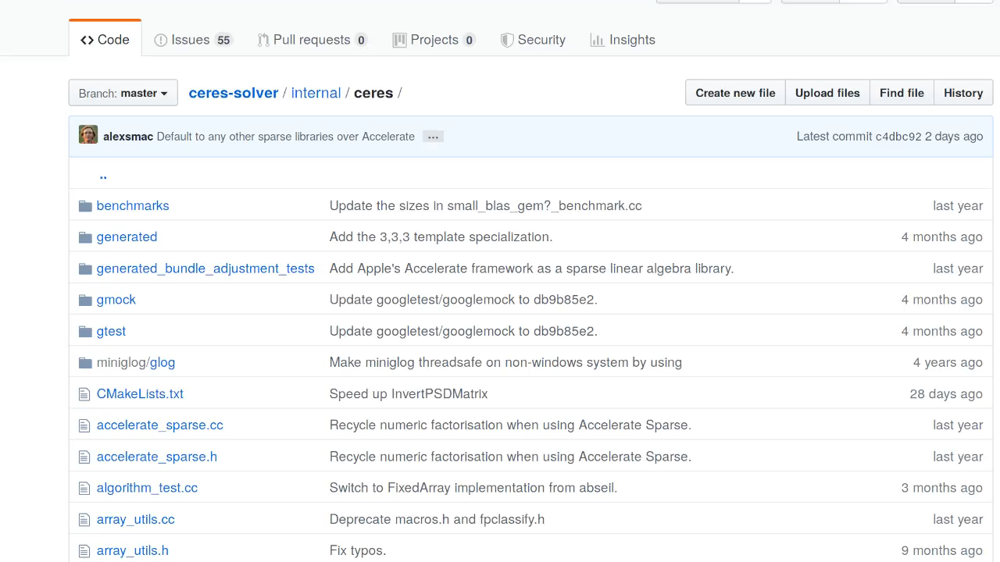 Code Issues 55 Pull requests 0 Projects 0 Security Insights
Branch: master ceres-solver / internal / ceres / Create new file Upload files Find file History
alexsmac Default to any other sparse libraries over Accelerate ... Latest commit c4dbc92 2 days ago
..
benchmarks Update the sizes in small_blas_gem?_benchmark.cc last year
generated Add the 3,3,3 template specialization. 4 months ago
generated_bundle_adjustment_tests Add Apple's Accelerate framework as a sparse linear algebra library. last year
gmock Update googletest/googlemock to db9b85e2. 4 months ago
gtest Update googletest/googlemock to db9b85e2. 4 months ago
miniglog/glog Make miniglog threadsafe on non-windows system by using 4 years ago
CMakeLists.txt Speed up InvertPSDMatrix 28 days ago
accelerate_sparse.cc Recycle numeric factorisation when using Accelerate Sparse. last year
accelerate_sparse.h Recycle numeric factorisation when using Accelerate Sparse. last year
algorithm_test.cc Switch to FixedArray implementation from abseil. 3 months ago
array_utils.cc Deprecate macros.h and fpclassify.h last year
array_utils.h Fix typos. 9 months ago